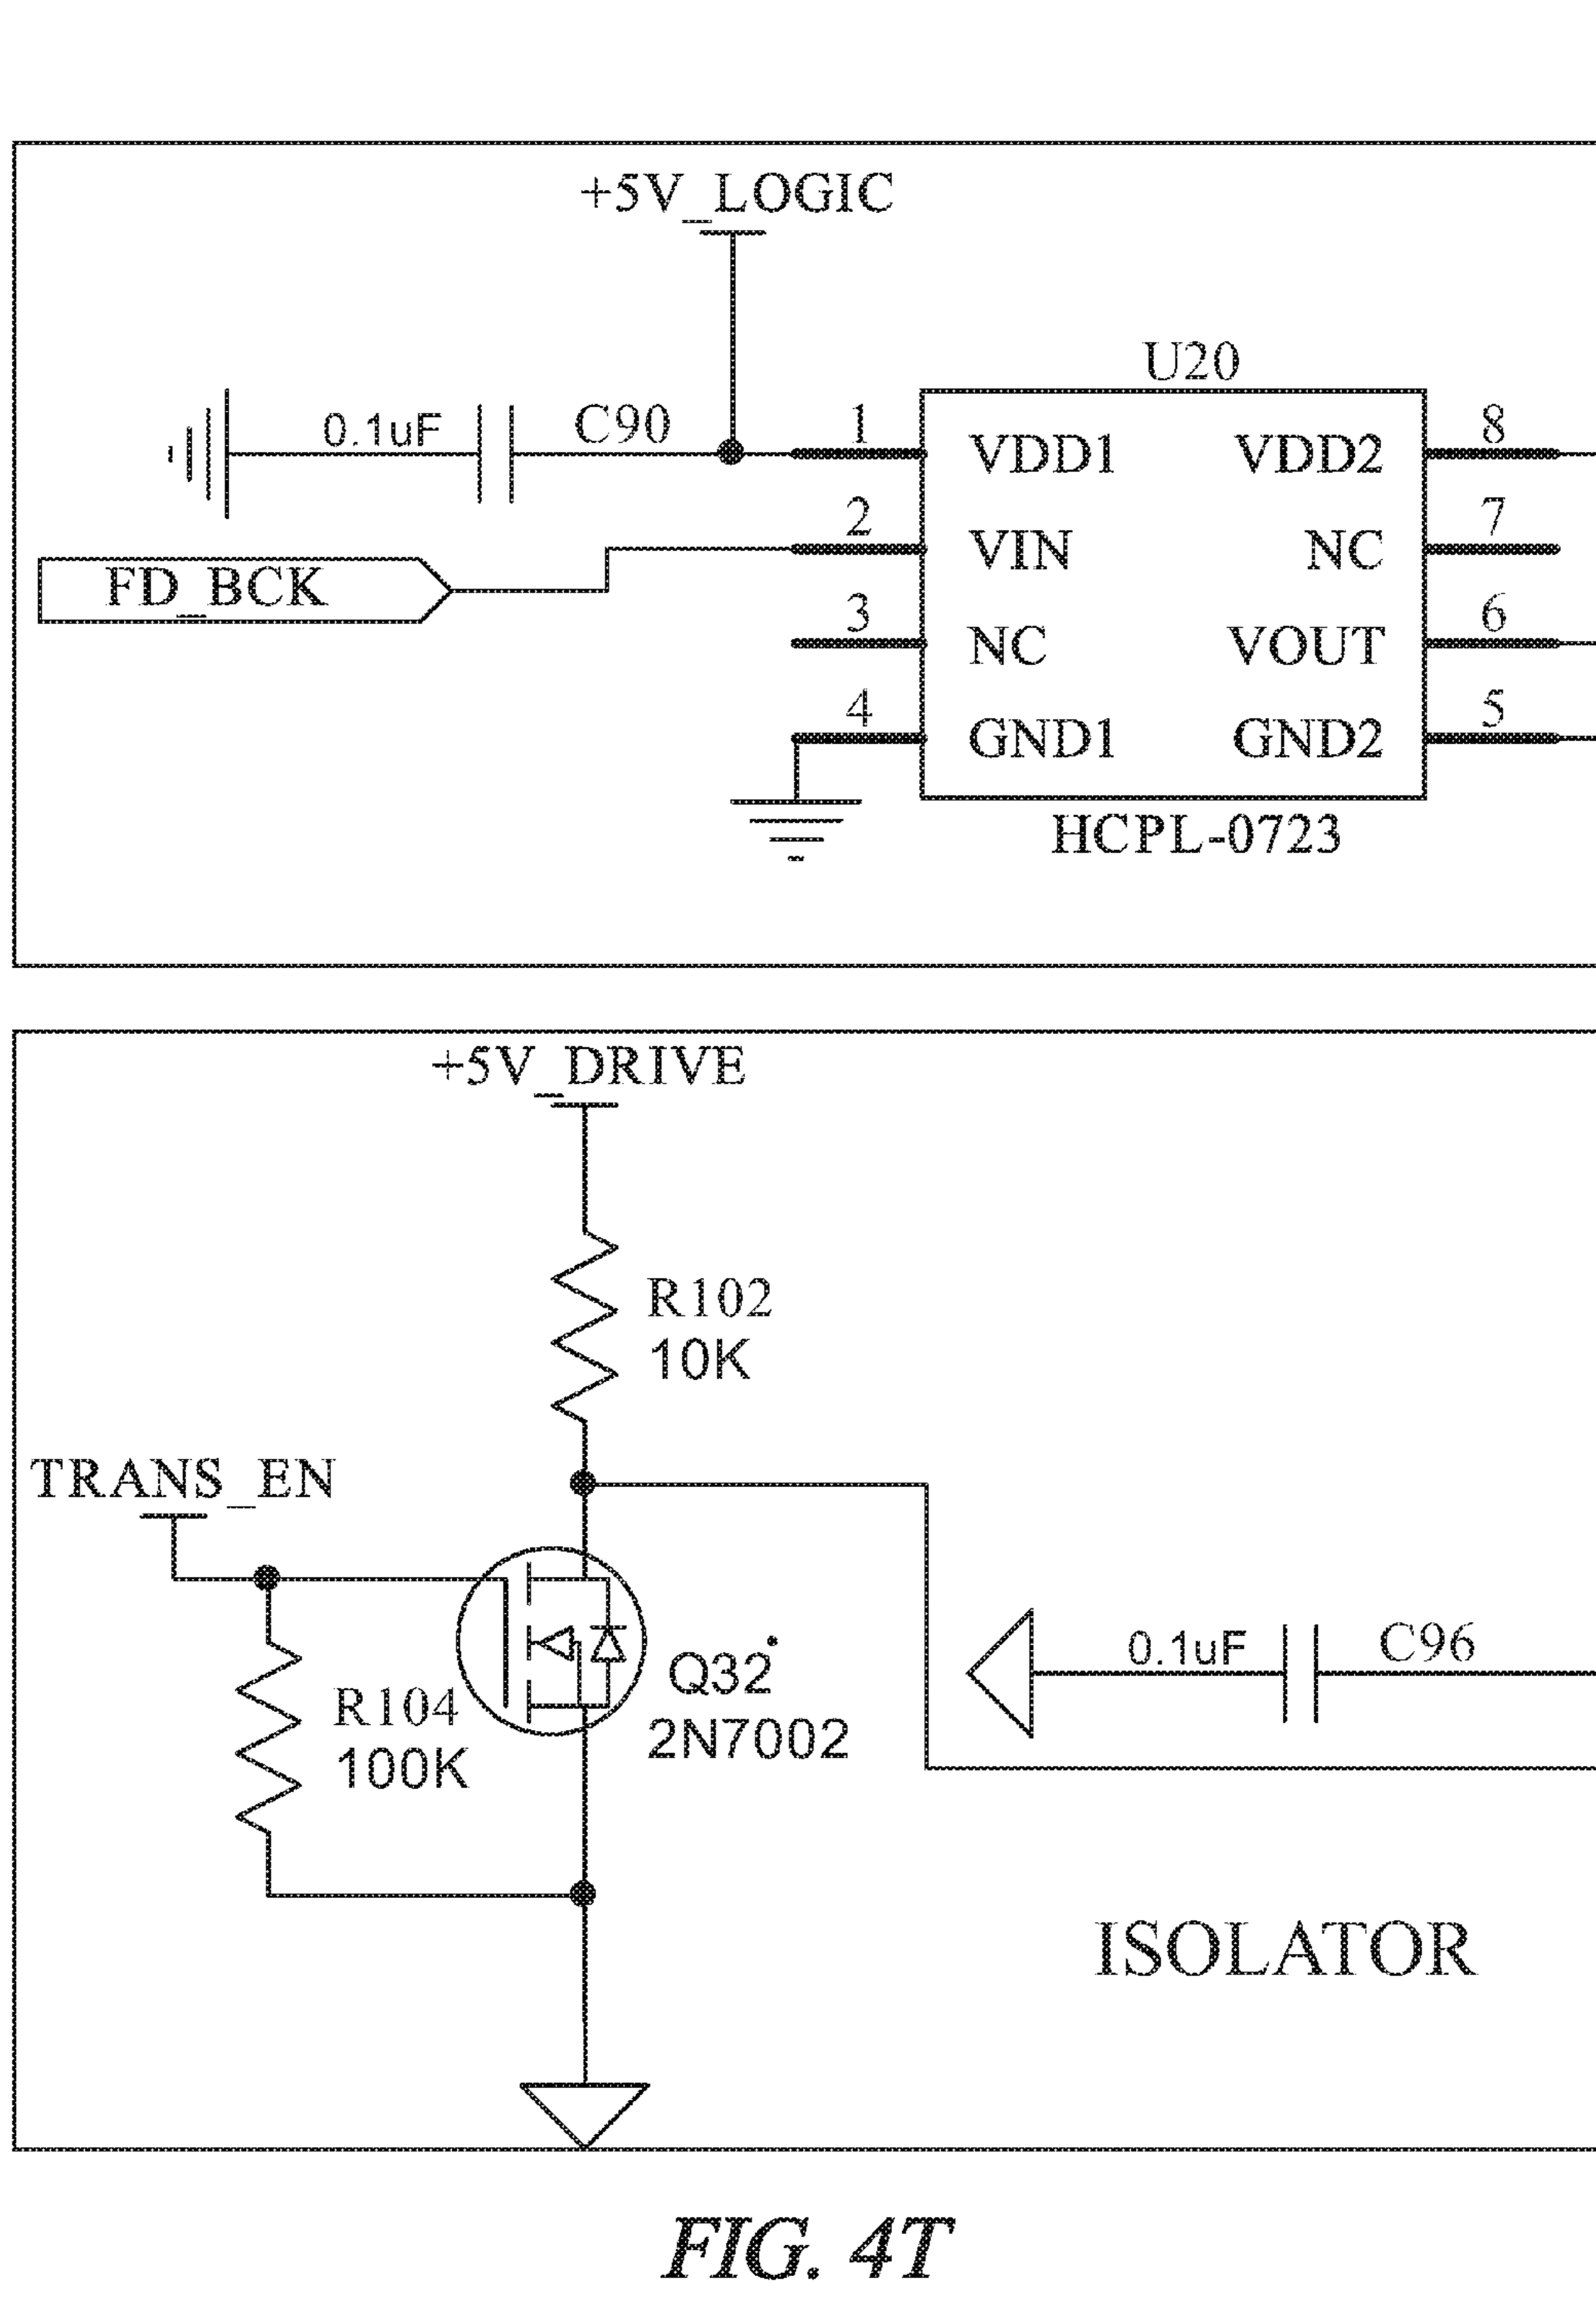 +5V_LOGIC
U20
0.1uF
C90
1
VDD1
VDD2
8
2
VIN
NC
7
FD_BCK
3
NC
VOUT
6
4
GND1
GND2
5
HCPL-0723
+5V_DRIVE
R102
10K
TRANS_EN
0.1uF
C96
Q32
2N7002
R104
100K
ISOLATOR
FIG. 4T